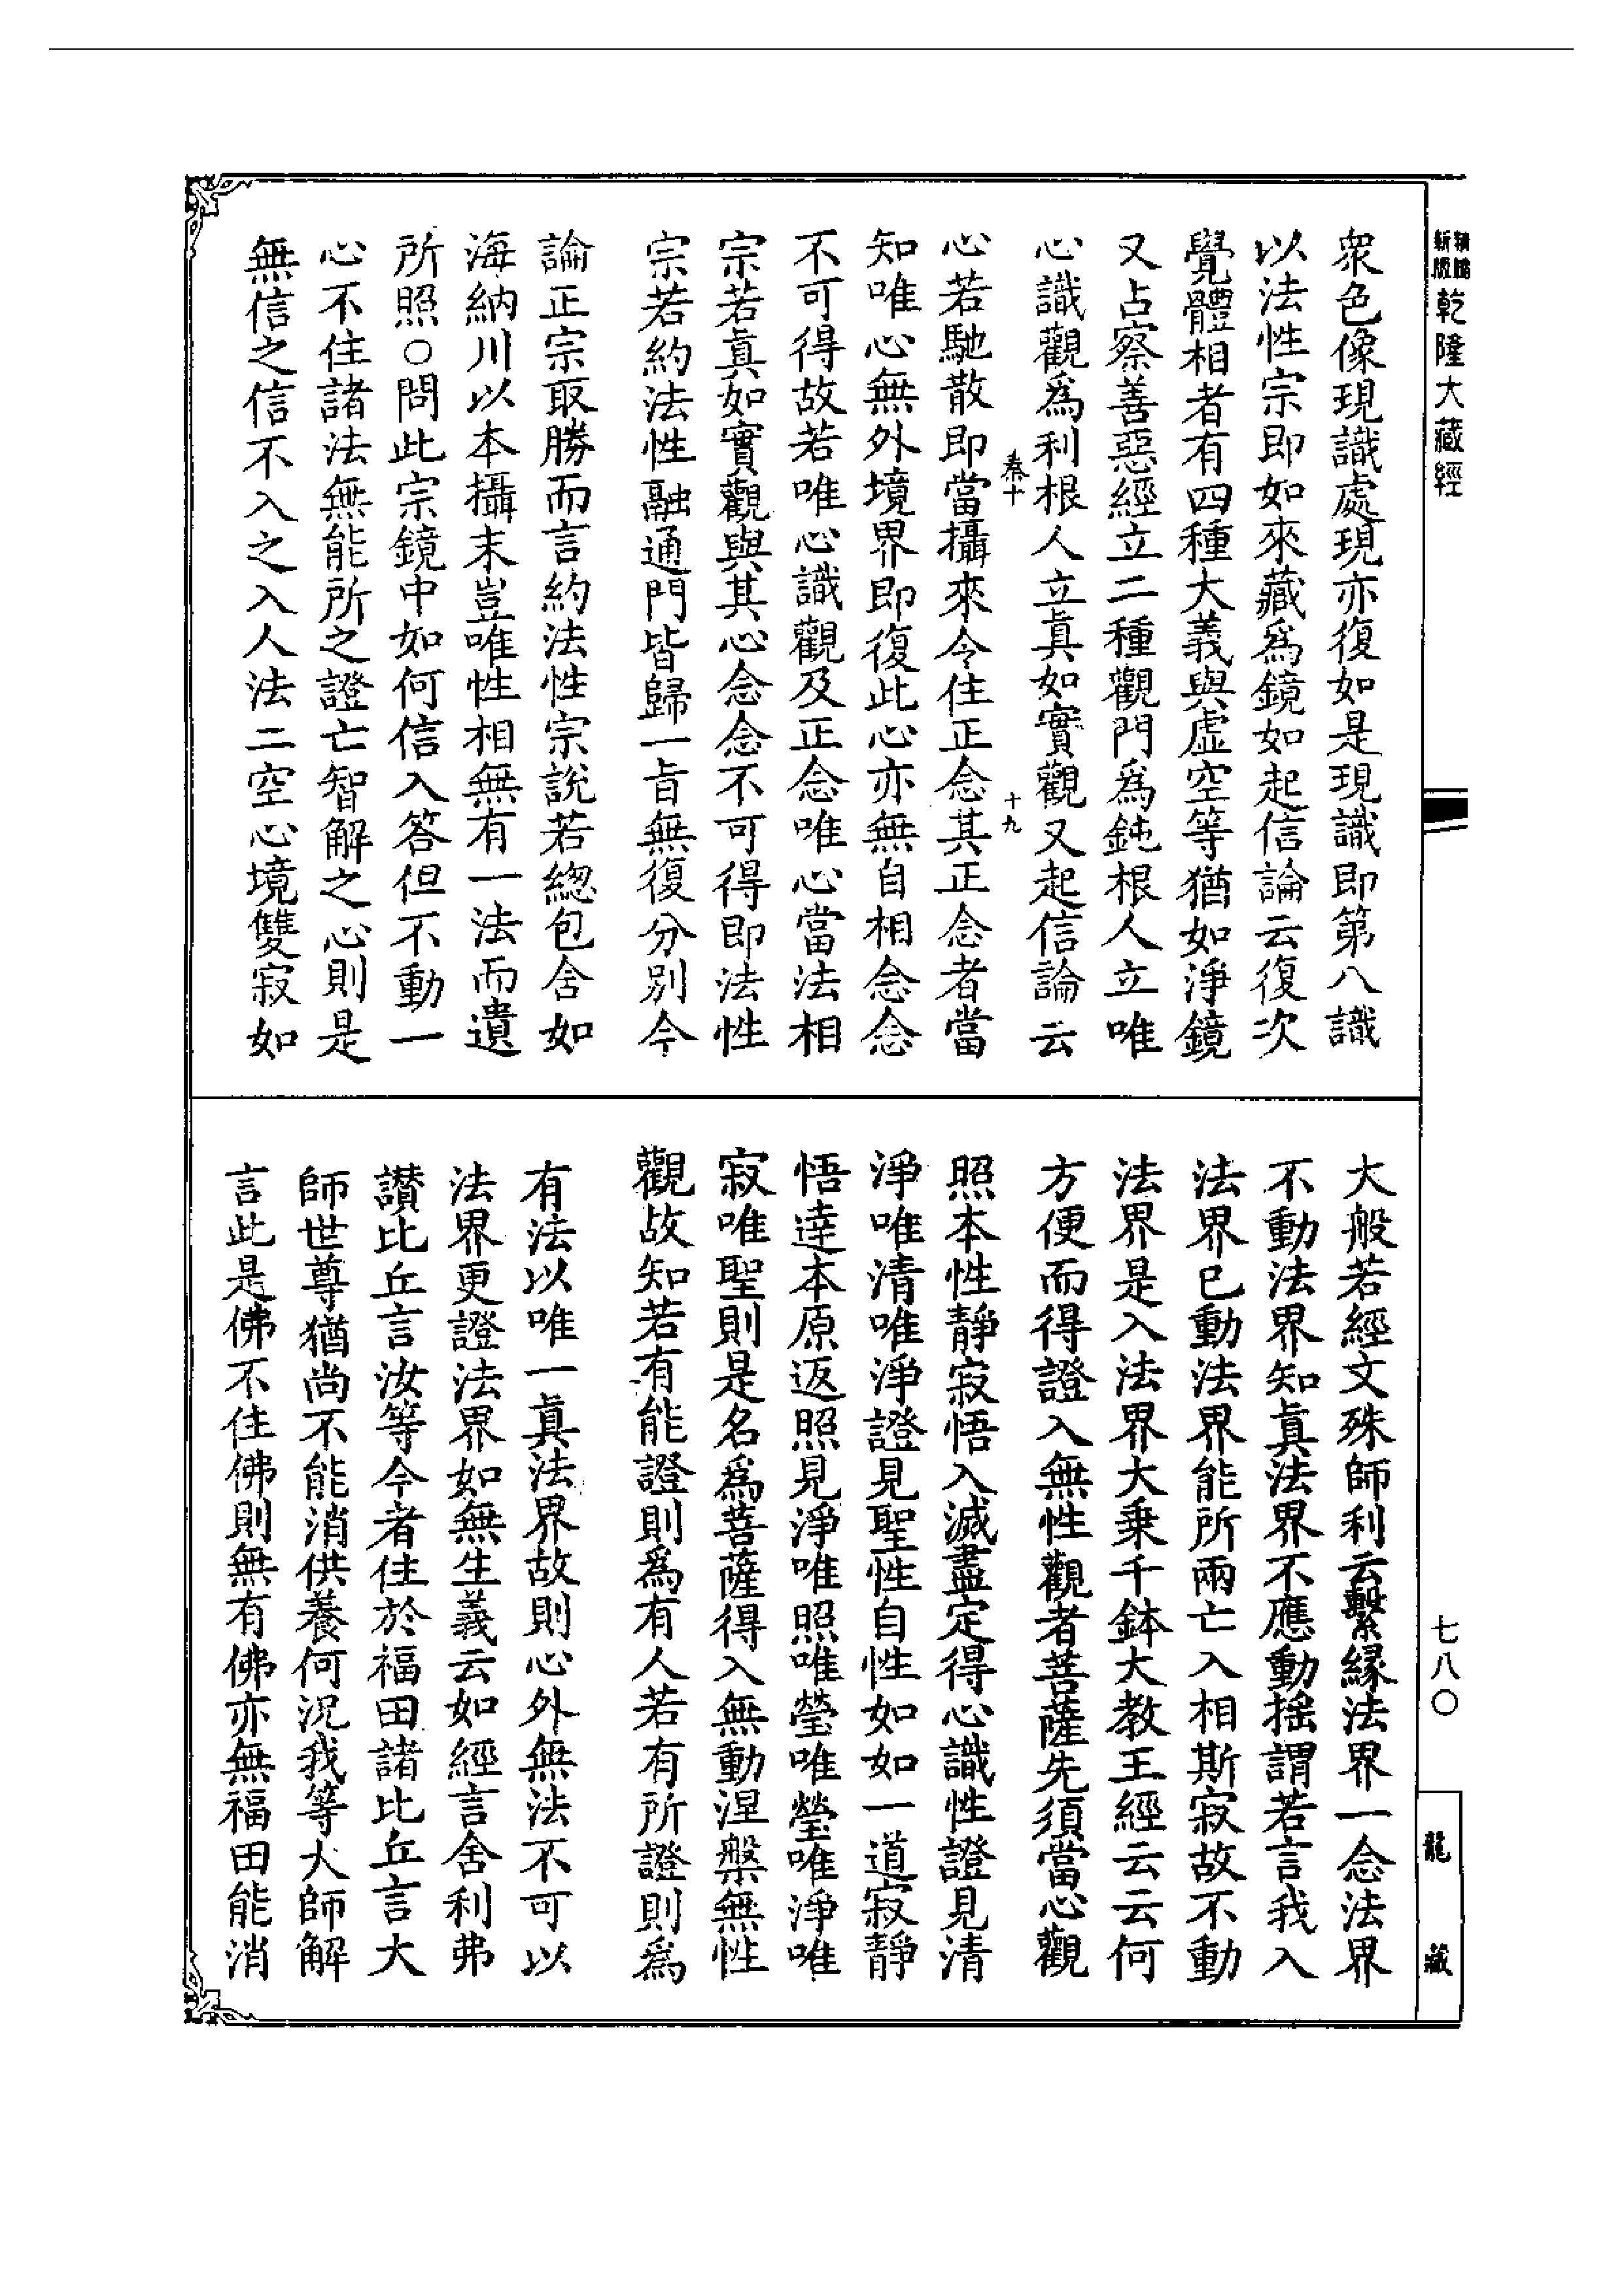 新版
乾隆大藏經
衆色像現識處現亦復如是現識即第八識
以法性宗即如來藏爲鏡如起信論云復次
覺體相者有四種大義與虛空等猶如淨鏡
又占察善惡經立二種觀門爲鈍根人立唯
心識觀爲利根人立真如實觀又起信論云
秦十
十九
心若馳散即當攝來令住正念其正念者當
知唯心無外境界即復此心亦無自相念念
不可得故若唯心識觀及正念唯心當法相
宗若眞如實觀與其心念念不可得即法性
宗若約法性融通門皆歸一旨無復分別今
論正宗取勝而言約法性宗說若總包含如
海納川以本攝末豈唯性相無有一法而遺
所照○問此宗鏡中如何信入答但不動一
心不住諸法無能所之證亡智解之心則是
無信之信不入之入人法二空心境雙寂如
七八〇
龍藏
大般若經文殊師利云繫緣法界一念法界
不動法界知真法界不應動搖謂若言我入
法界已動法界能所兩亡入相斯寂故不動
法界是入法界大乗千鉢大教王經云云何
方便而得證入無性觀者菩薩先須當心觀
照本性靜寂悟入滅盡定得心識性證見清
淨唯清唯淨證見聖性自性如如一道寂靜
悟達本原返照見淨唯照唯瑩唯瑩唯淨唯
寂唯聖則是名爲菩薩得入無動涅槃無性
觀故知若有能證則爲有人若有所證則爲
有法以唯一真法界故則心外無法不可以
法界更證法界如無生義云如經言舍利弗
讃比丘言汝等今者住於福田諸比丘言大
師世尊猶尚不能消供養何況我等大師解
言此是佛不住佛則無有佛亦無福田能消